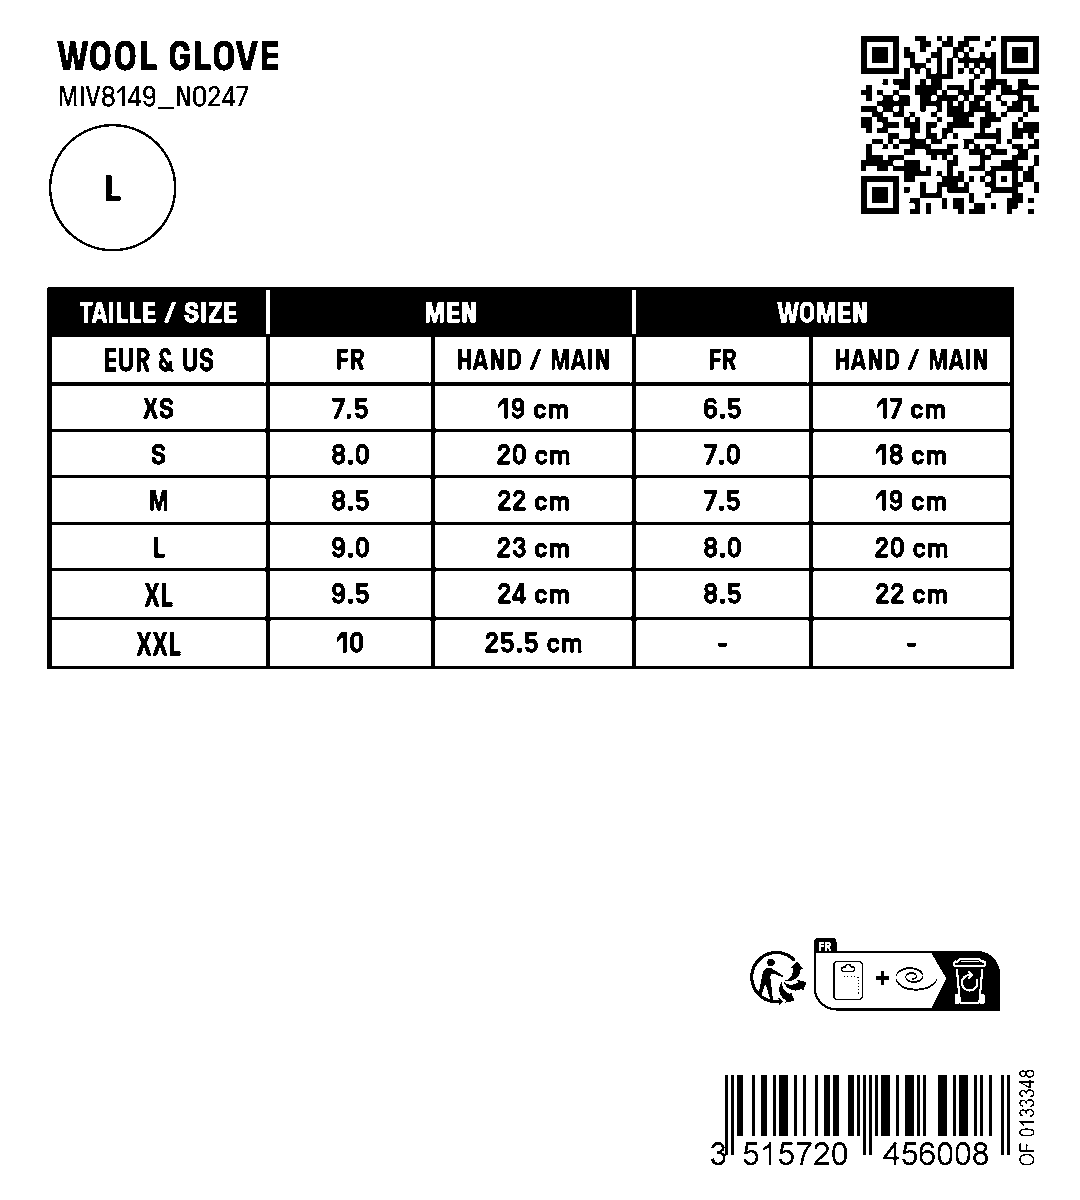 WOOL GLOVE
MIV8149_N0247
L
TAILLE / SIZE MEN WOMEN
EUR & US FR HAND / MAIN FR HAND / MAIN
XS 7.5 19 cm 6.5 17 cm
S 8.0 20 cm 7.0 18 cm
M 8.5 22 cm 7.5 19 cm
L 9.0 23 cm 8.0 20 cm
XL 9.5 24 cm 8.5 22 cm
XXL 10 25.5 cm - -
FR
+
3 515720 456008
OF 0133348